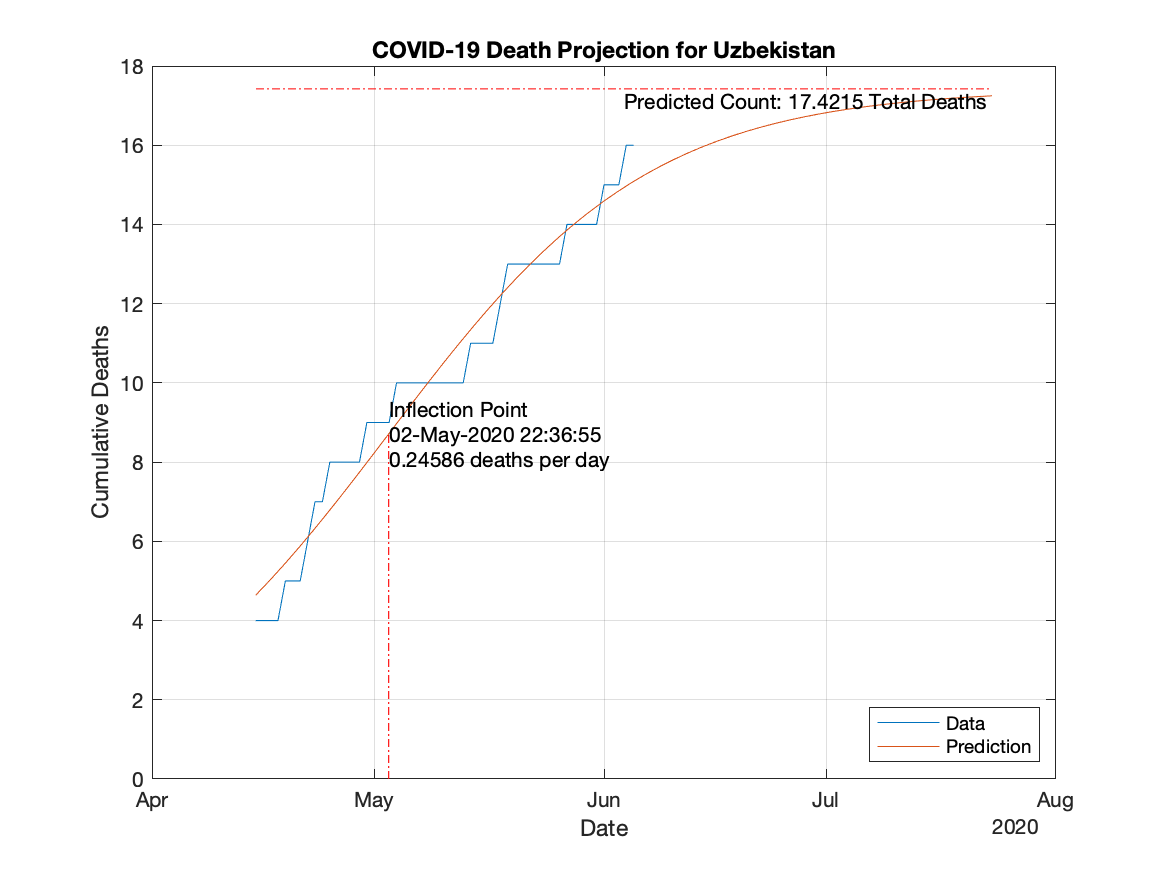 COVID-19 Death Projection for Uzbekistan
18
Predicted Count: 17.4215 Total Deaths
16
14
12
10
Inflection Point
02-May-2020 22:36:55
0.24586 deaths per day
8
6
4
2
0
Cumulative Deaths
Data
Prediction
Apr May Jun Jul Aug
Date
2020